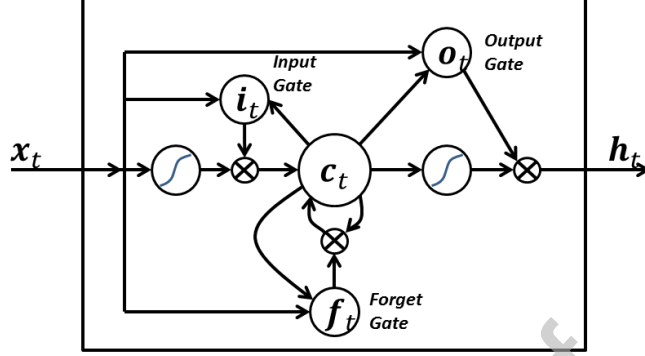 Input
Gate
Output
Gate
o_t
i_t
x_t
c_t
h_t
f_t
Forget
Gate
f